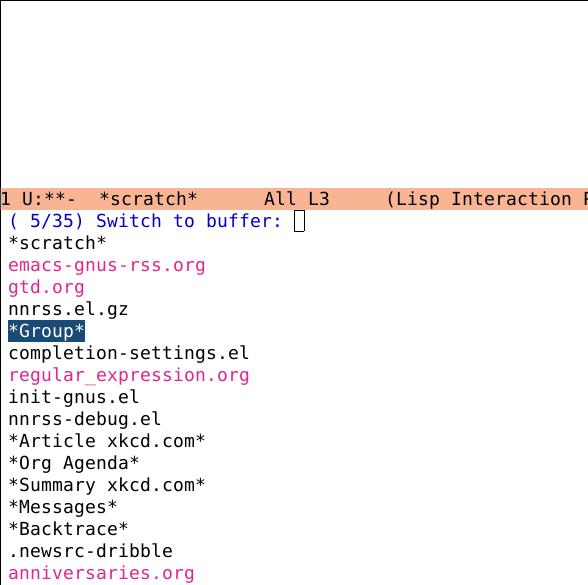 1 U:**-  *scratch*      All L3     (Lisp Interaction
( 5/35) Switch to buffer:
*scratch*
emacs-gnus-rss.org
gtd.org
nnrss.el.gz
*Group*
completion-settings.el
regular_expression.org
init-gnus.el
nnrss-debug.el
*Article xkcd.com*
*Org Agenda*
*Summary xkcd.com*
*Messages*
*Backtrace*
.newsrc-dribble
anniversaries.org